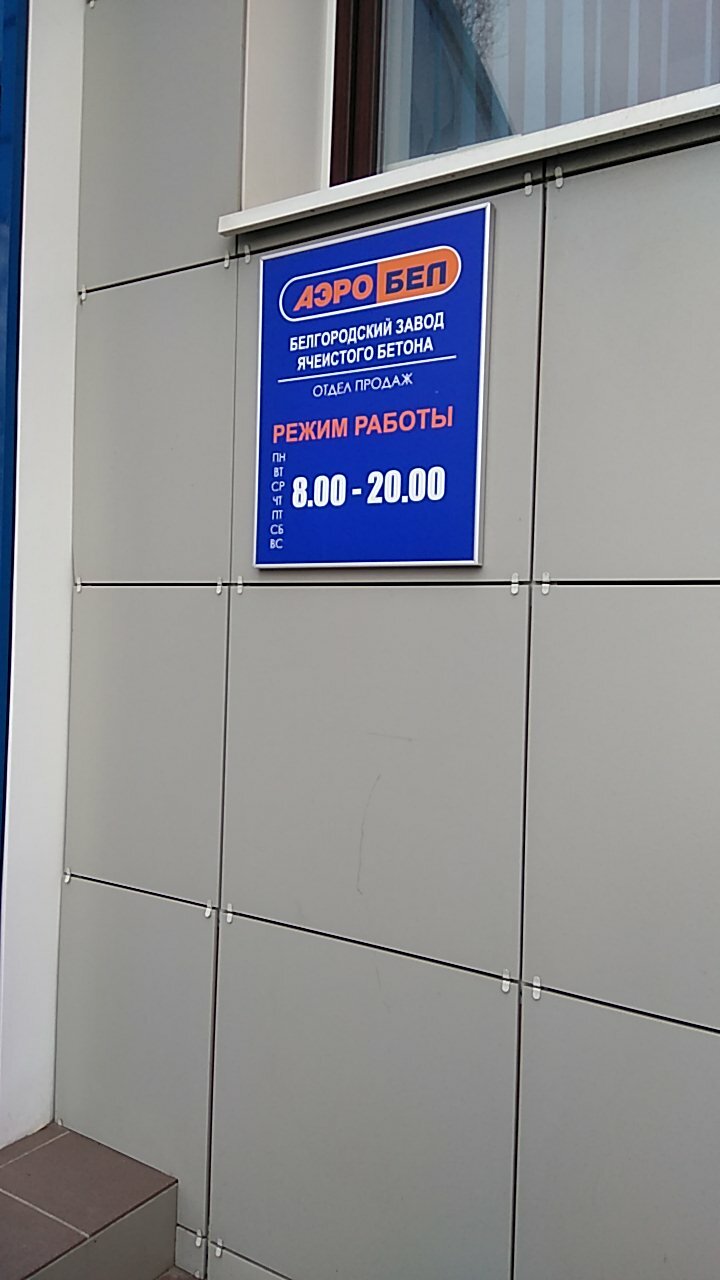 АЭРО БЕЛ
БЕЛГОРОДСКИЙ ЗАВОД
ЯЧЕИСТОГО БЕТОНА
ОТДЕЛ ПРОДАЖ
РЕЖИМ РАБОТЫ
ПН
ВТ
СР
8.00 - 20.00
ЧТ
ПТ
СБ
ВС